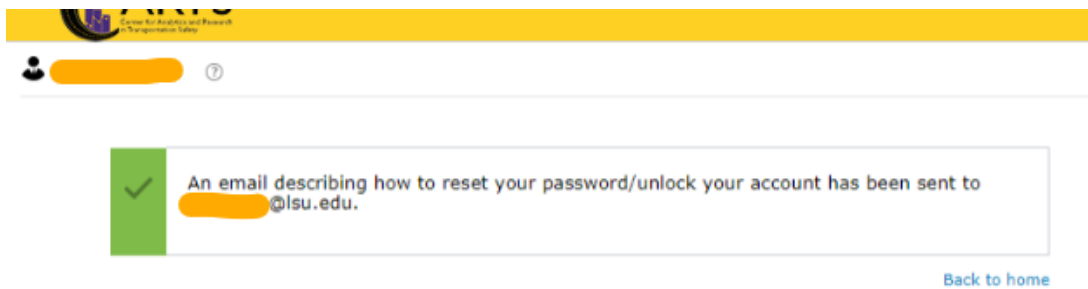 Center for Analytics and Research
in Transportation Safety
An email describing how to reset your password/unlock your account has been sent to
@lsu.edu.
Back to home